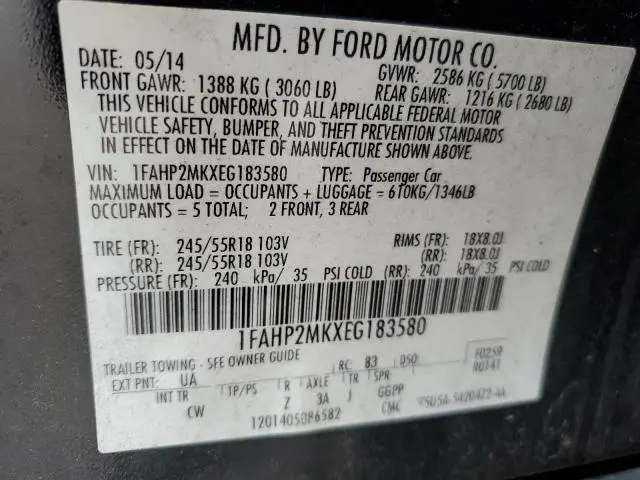 MFD. BY FORD MOTOR CO.
DATE: 05/14 GVWR: 2586 KG ( 5700 LB)
FRONT GAWR: 1388 KG ( 3060 LB) REAR GAWR: 1216 KG ( 2680 LB)
THIS VEHICLE CONFORMS TO ALL APPLICABLE FEDERAL MOTOR
VEHICLE SAFETY, BUMPER, AND THEFT PREVENTION STANDARDS
IN EFFECT ON THE DATE OF MANUFACTURE SHOWN ABOVE.
VIN: 1FAHP2MKXEG183580 TYPE: Passenger Car
MAXIMUM LOAD = OCCUPANTS + LUGGAGE = 610KG/1346LB
OCCUPANTS = 5 TOTAL; 2 FRONT, 3 REAR
TIRE (FR): 245/55R18 103V RIMS (FR): 18X8.0J
(RR): 245/55R18 103V (RR): 18X8.0J
PRESSURE (FR): 240 kPa/ 35 PSI COLD (RR): 240 kPa/ 35 PSI COLD
1FAHP2MKXEG183580
TRAILER TOWING - SEE OWNER GUIDE RC: 83 DSO: F0259
R0141
EXT PNT: UA
INT TR TP/PS R AXLE TR SPR
CW Z 3A J GGPP
1201405086582 CMC